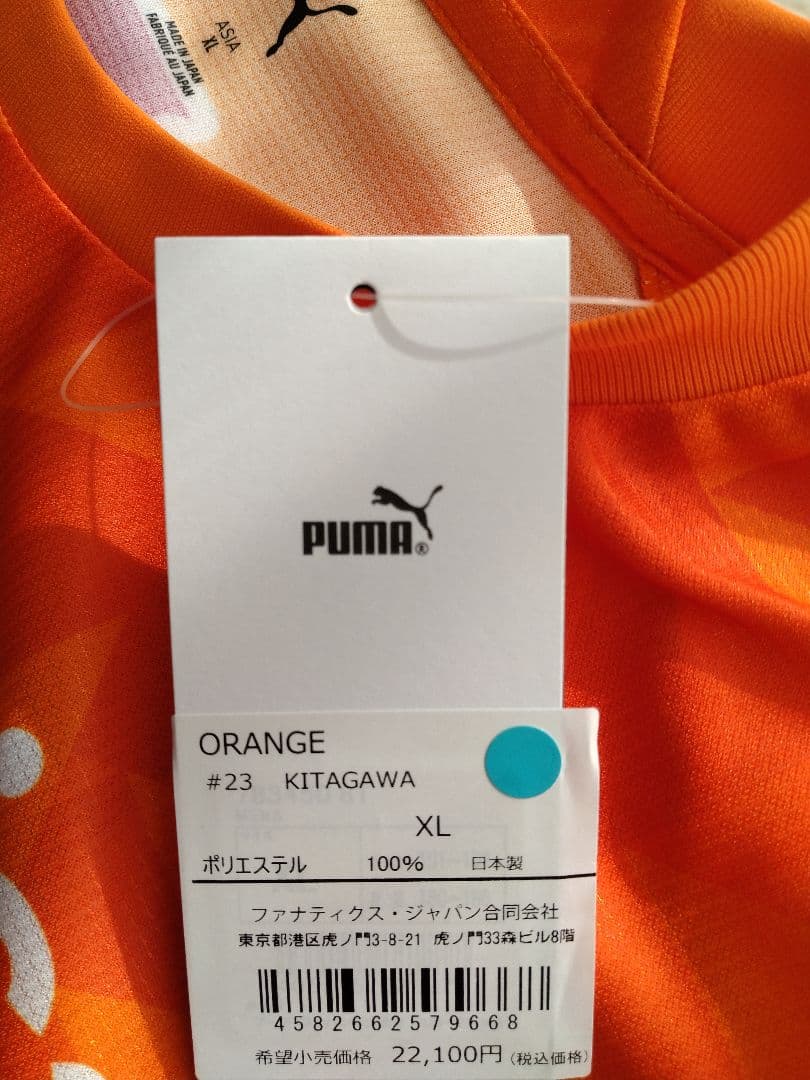 ASIA
XL
MADE IN JAPAN
FABRIQUÉ AU JAPAN
PUMA®
ORANGE
#23 KITAGAWA
XL
ポリエステル 100% 日本製
ファナティクス・ジャパン合同会社
東京都港区虎ノ門3-8-21 虎ノ門33森ビル8階
4582662579668
希望小売価格 22,100円(税込価格)